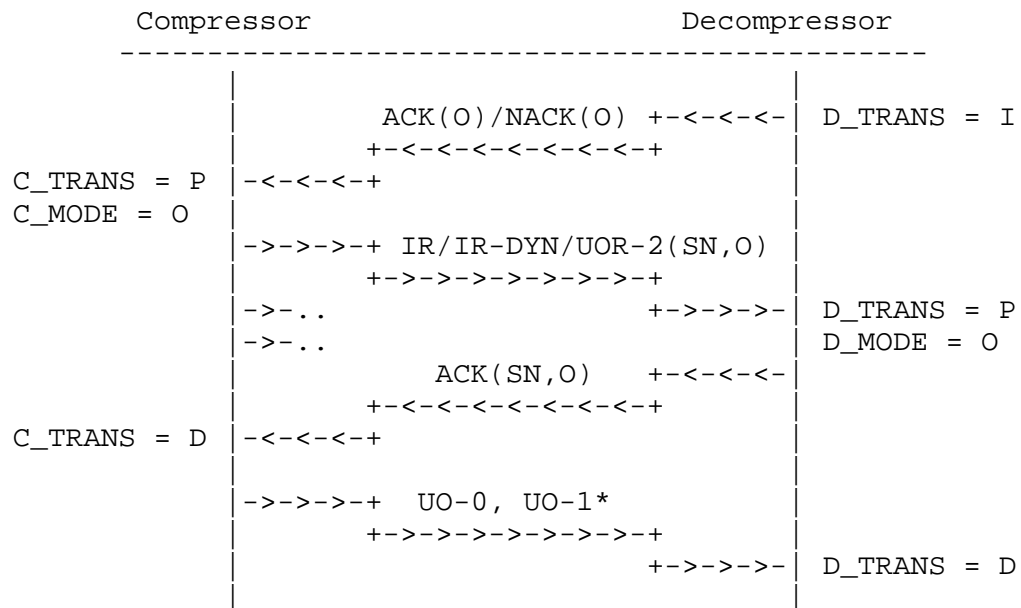 Compressor                     Decompressor
----------------------------------------------
      |                                |
      |        ACK(O)/NACK(O) +-<-<-<-|  D_TRANS = I
      |       +-<-<-<-<-<-<-<-+       |
C_TRANS = P |-<-<-<-+                 |
C_MODE = O  |                         |
      |->->->-+ IR/IR-DYN/UOR-2(SN,O) |
      |       +->->->->->->->-+       |
      |->-..                  +->->->-|  D_TRANS = P
      |->-..                          |  D_MODE = O
      |           ACK(SN,O)   +-<-<-<-|
      |       +-<-<-<-<-<-<-<-+       |
C_TRANS = D |-<-<-<-+                 |
      |                                |
      |->->->-+  UO-0, UO-1*          |
      |       +->->->->->->->-+       |
      |                       +->->->-|  D_TRANS = D
      |                                |